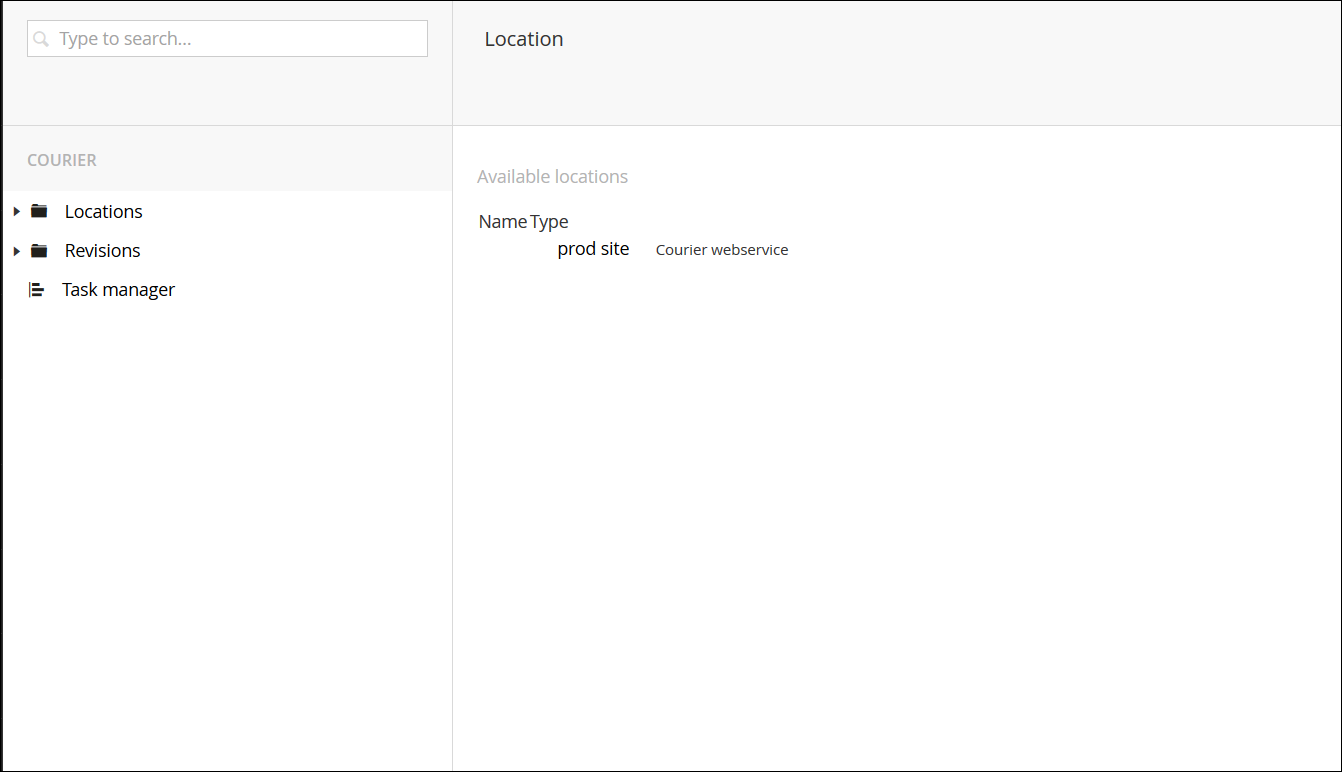 Type to search...
Location
COURIER
Locations
Revisions
Task manager
Available locations
Name Type
prod site Courier webservice